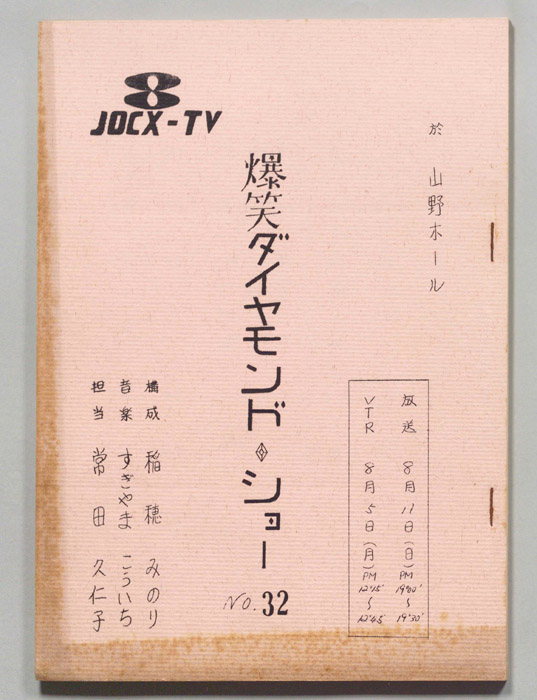 JOCX-TV
於 山野ホール
爆笑ダイヤモンド・ショー
No. 32
放送 8月11日(日)PM 19°00'〜19°30'
VTR 8月5日(月)PM 12°15'〜12°45'
構成 稲穂みのり
音楽 すぎやまこういち
担当 常田久仁子